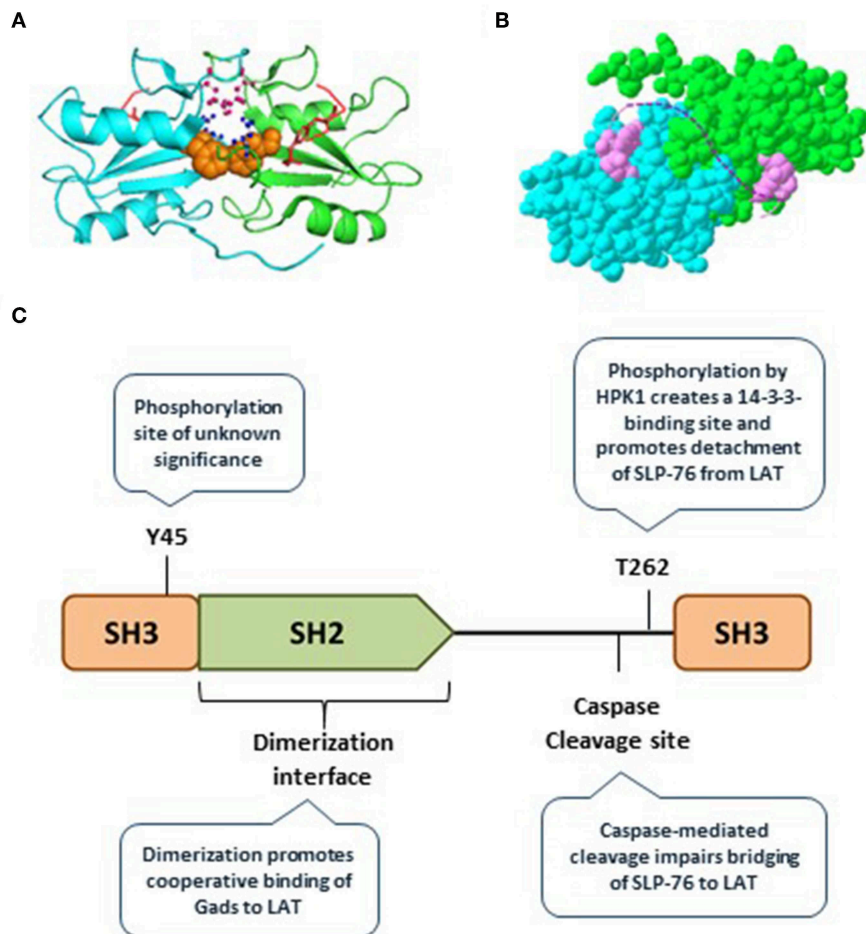 A
B
C
Phosphorylation
site of unknown
significance
Phosphorylation by
HPK1 creates a 14-3-3-
binding site and
promotes detachment
of SLP-76 from LAT
Y45
T262
SH3
SH2
SH3
Dimerization
interface
Caspase
Cleavage site
Dimerization promotes
cooperative binding of
Gads to LAT
Caspase-mediated
cleavage impairs bridging
of SLP-76 to LAT